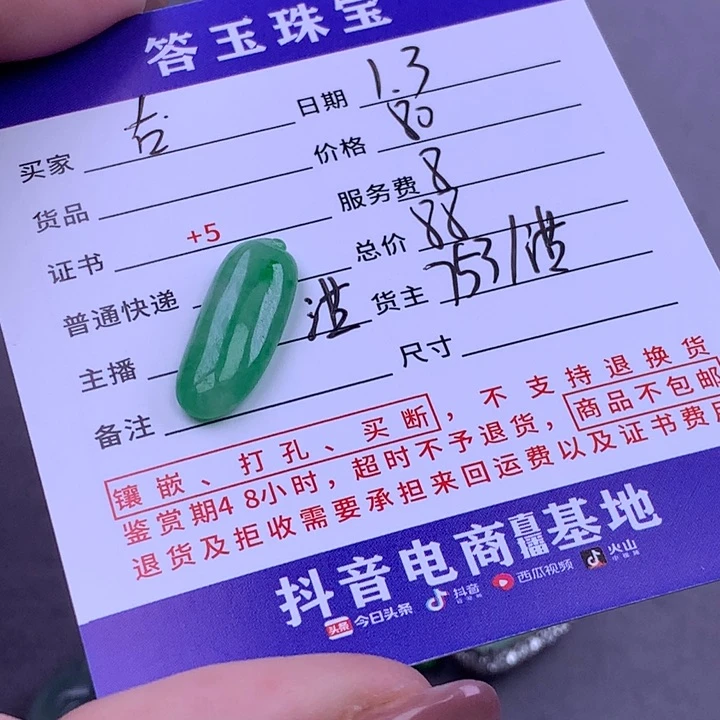 答玉珠宝
买家 吉 日期 1.3
货品 价格 80
证书 +5 服务费 8
普通快递 总价 88
主播 货主 753/
备注 尺寸
镶嵌、打孔、买断，不支持退换货
鉴赏期48小时，超时不予退货，商品不包邮
退货及拒收需要承担来回运费以及证书费
抖音电商直播基地
头条 今日头条 抖音 西瓜视频 火山